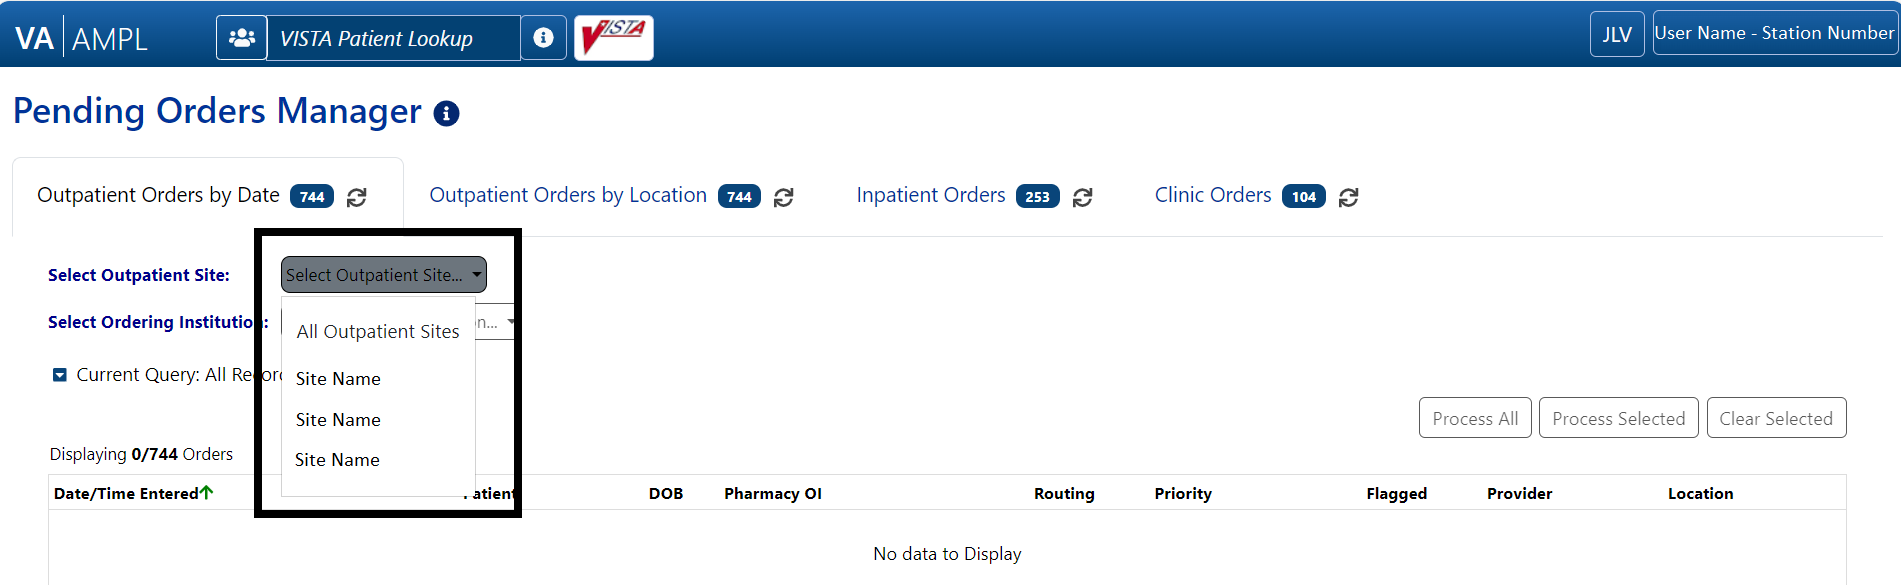 VA AMPL VISTA Patient Lookup VISTA JLV User Name - Station Number
Pending Orders Manager
Outpatient Orders by Date 744 Outpatient Orders by Location 744 Inpatient Orders 253 Clinic Orders 104
Select Outpatient Site: Select Outpatient Site...
Select Ordering Institution: n...
All Outpatient Sites
Current Query: All Recor
Site Name
Site Name
Site Name
Process All Process Selected Clear Selected
Displaying 0/744 Orders
Date/Time Entered Patient DOB Pharmacy OI Routing Priority Flagged Provider Location
No data to Display